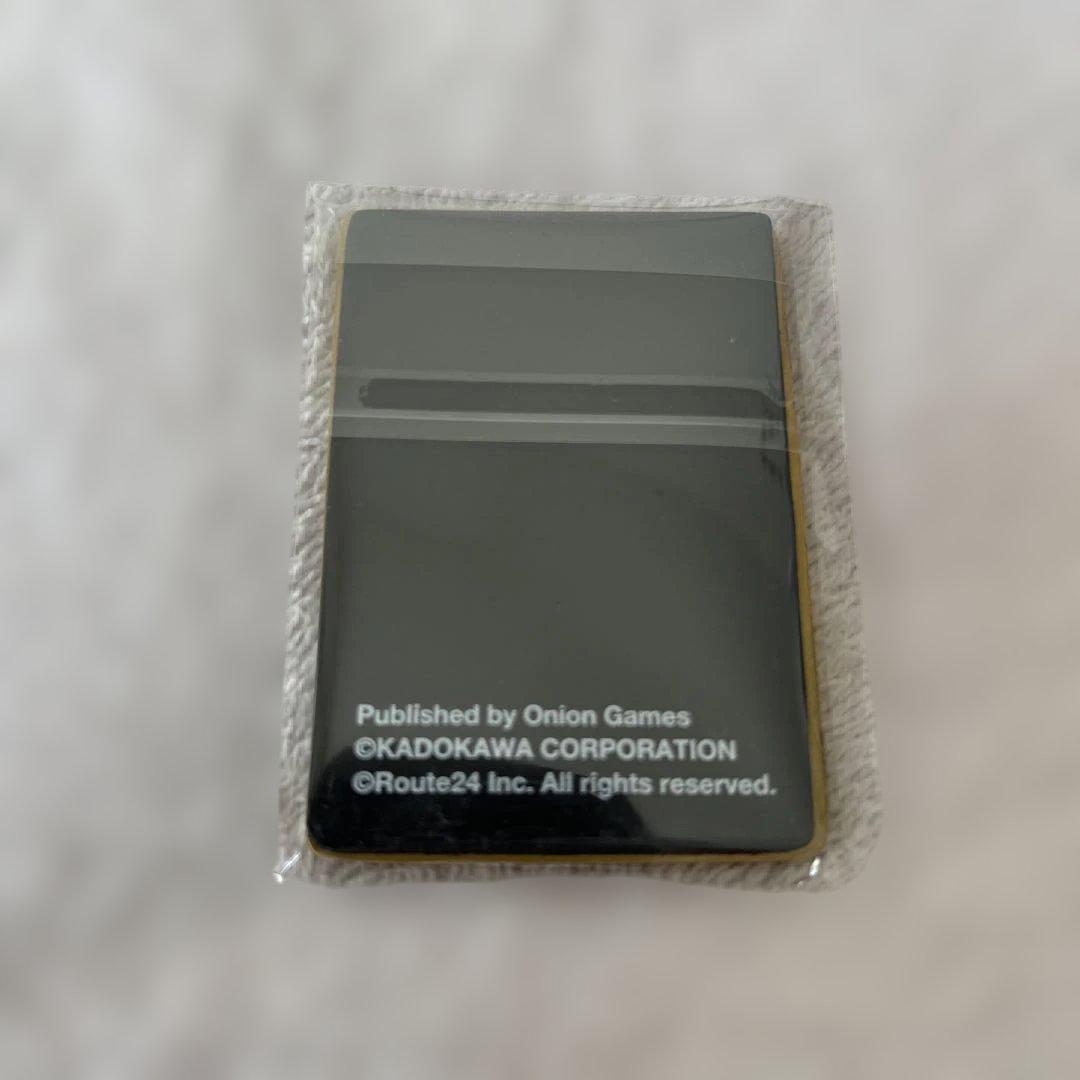 Published by Onion Games
©KADOKAWA CORPORATION
©Route24 Inc. All rights reserved.